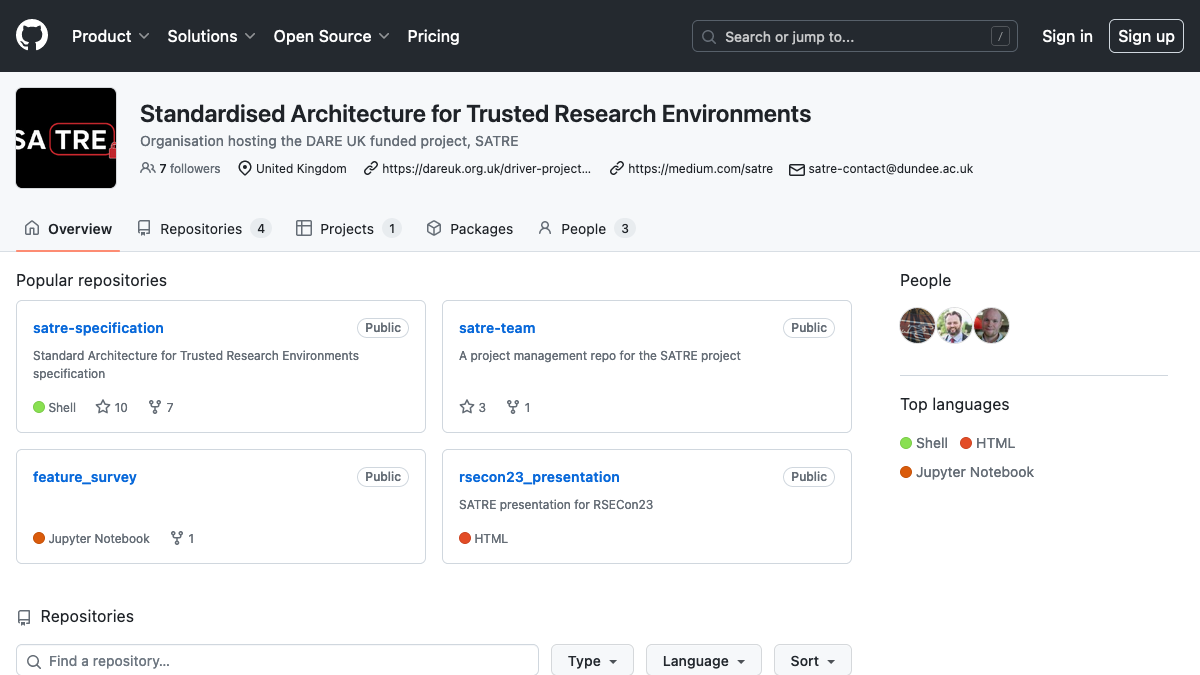 Product Solutions Open Source Pricing Search or jump to... / Sign in Sign up
SATRE
Standardised Architecture for Trusted Research Environments
Organisation hosting the DARE UK funded project, SATRE
7 followers United Kingdom https://dareuk.org.uk/driver-project... https://medium.com/satre satre-contact@dundee.ac.uk
Overview Repositories 4 Projects 1 Packages People 3
Popular repositories
satre-specification Public
Standard Architecture for Trusted Research Environments
specification
Shell 10 7
satre-team Public
A project management repo for the SATRE project
3 1
feature_survey Public
Jupyter Notebook 1
rsecon23_presentation Public
SATRE presentation for RSECon23
HTML
People
Top languages
Shell HTML
Jupyter Notebook
Repositories
Find a repository... Type Language Sort